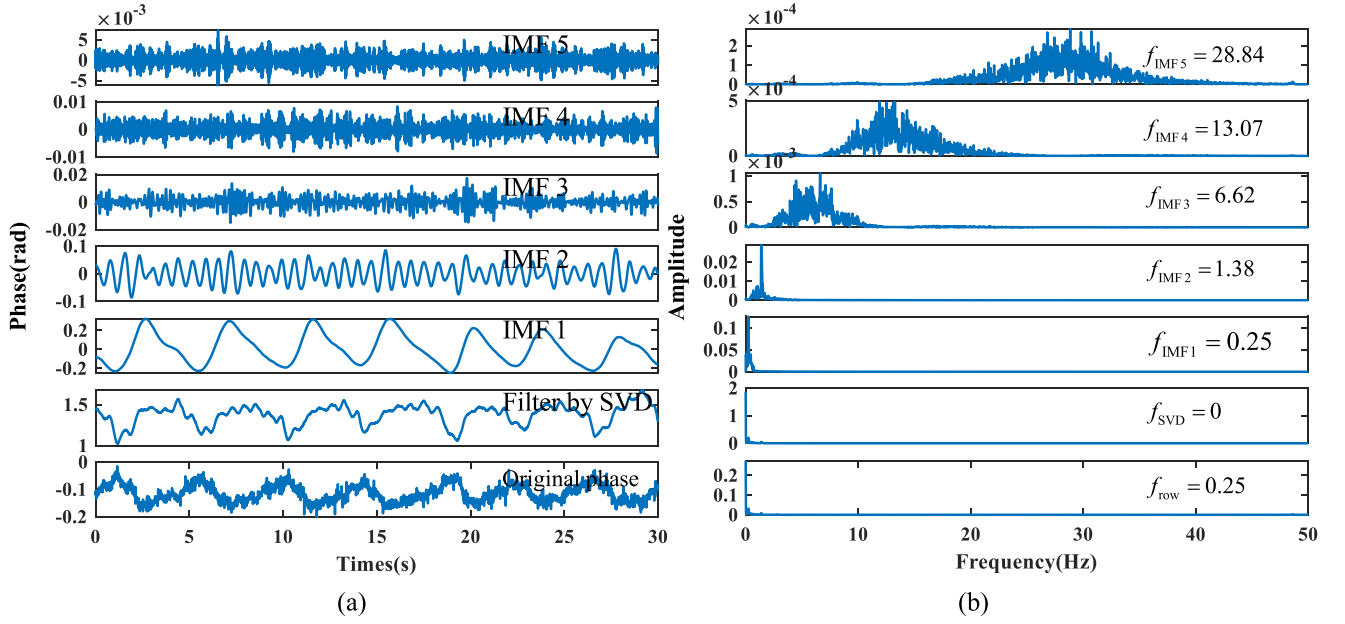 × 10⁻³
5
0
-5
IMF 5
0.01
0
-0.01
IMF 4
0.02
0
-0.02
IMF 3
0.1
0
-0.1
IMF 2
0.2
0
-0.2
IMF 1
1.5
1
Filter by SVD
0
-0.1
-0.2
Original phase
0 5 10 15 20 25 30
Times(s)
Phase(rad)
(a)
× 10⁻⁴
2
1
0
f_IMF5 = 28.84
× 10⁻⁴
5
0
f_IMF4 = 13.07
× 10⁻³
1
0.5
0
f_IMF3 = 6.62
0.02
0.01
0
f_IMF2 = 1.38
0.1
0.05
0
f_IMF1 = 0.25
2
1
0
f_SVD = 0
0.2
0.1
0
f_row = 0.25
0 10 20 30 40 50
Frequency(Hz)
Amplitude
(b)